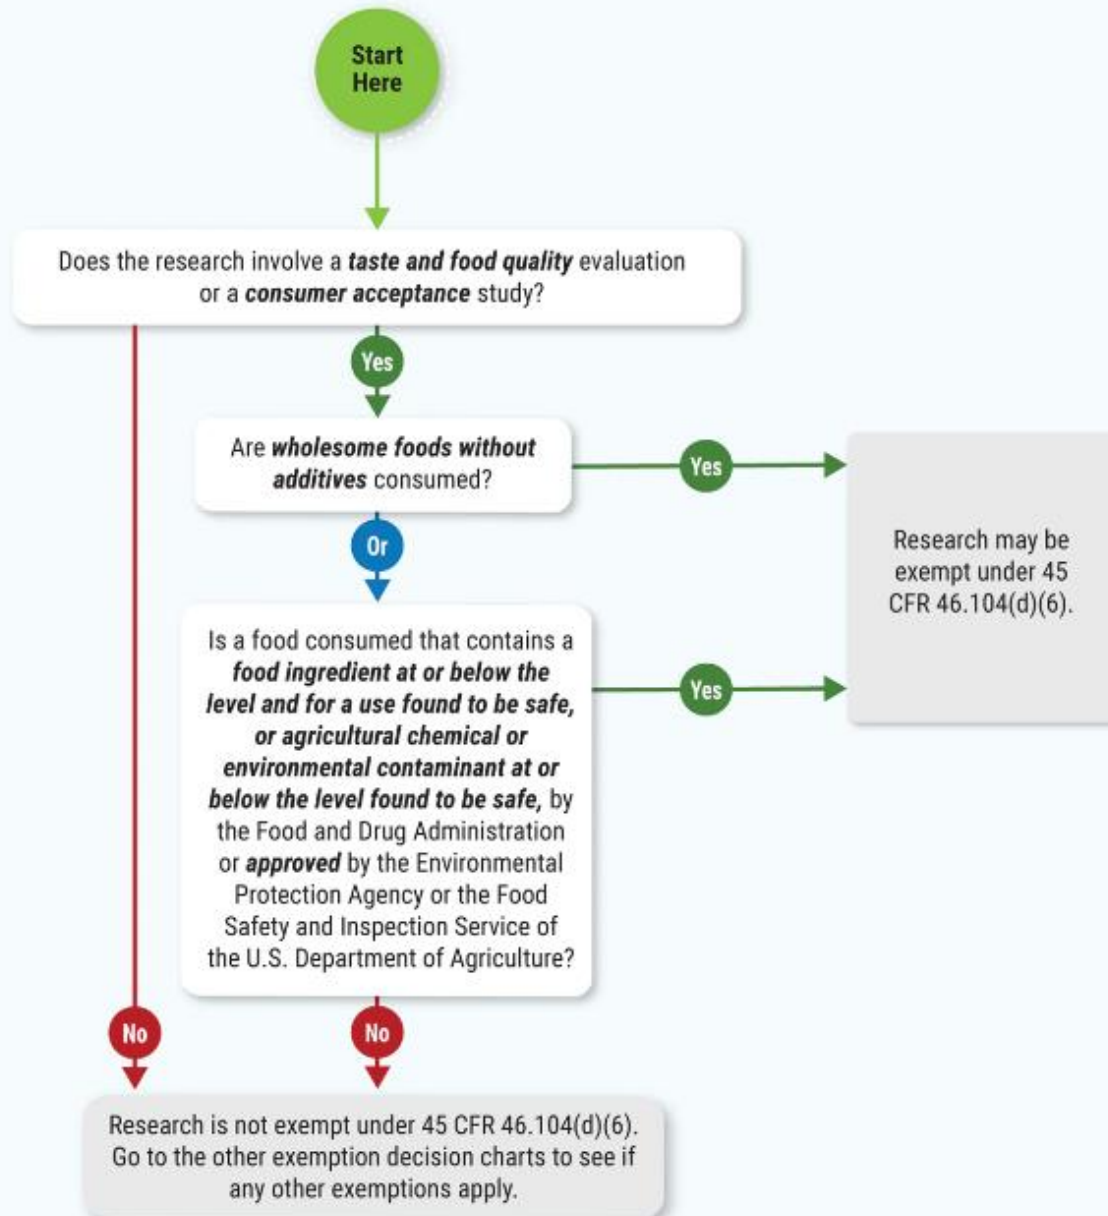 Start
Here
Does the research involve a taste and food quality evaluation
or a consumer acceptance study?
Yes
Are wholesome foods without
additives consumed?
Yes
Or
Research may be
exempt under 45
CFR 46.104(d)(6).
Is a food consumed that contains a
food ingredient at or below the
level and for a use found to be safe,
or agricultural chemical or
environmental contaminant at or
below the level found to be safe, by
the Food and Drug Administration
or approved by the Environmental
Protection Agency or the Food
Safety and Inspection Service of
the U.S. Department of Agriculture?
Yes
No
No
Research is not exempt under 45 CFR 46.104(d)(6).
Go to the other exemption decision charts to see if
any other exemptions apply.